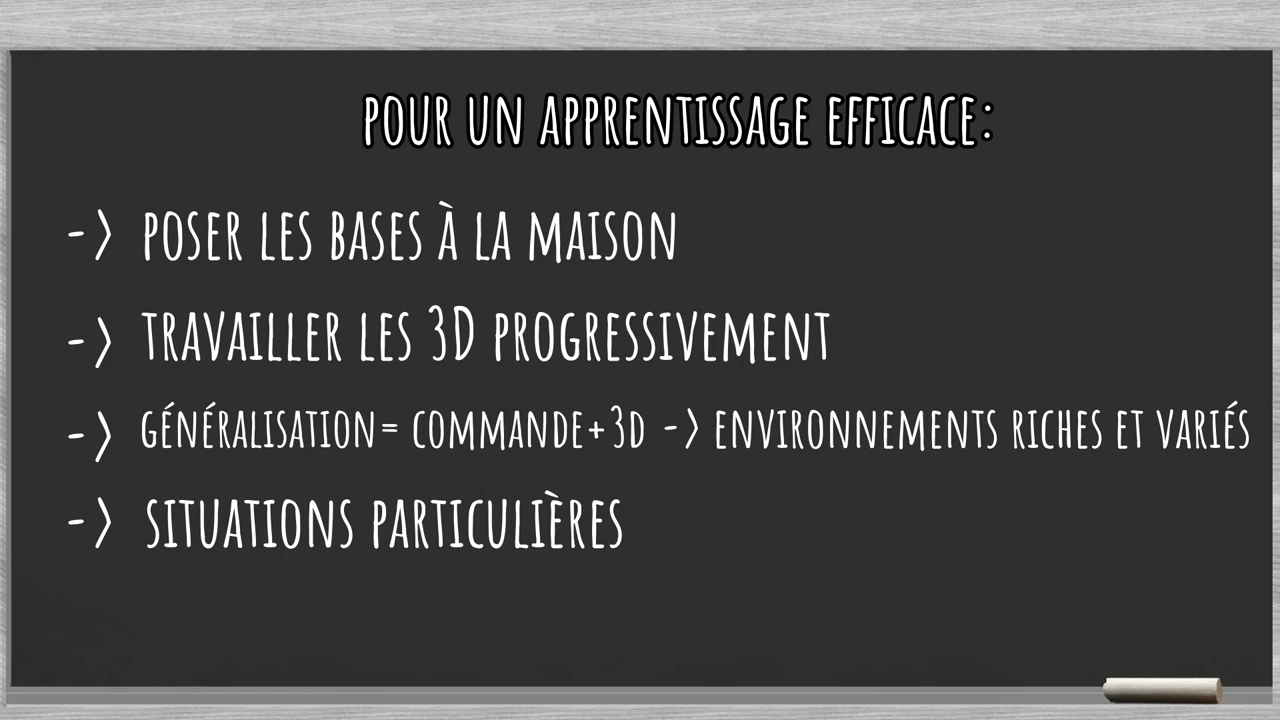 POUR UN APPRENTISSAGE EFFICACE:
-> POSER LES BASES À LA MAISON
-> TRAVAILLER LES 3D PROGRESSIVEMENT
-> GÉNÉRALISATION= COMMANDE+3D -> ENVIRONNEMENTS RICHES ET VARIÉS
-> SITUATIONS PARTICULIÈRES